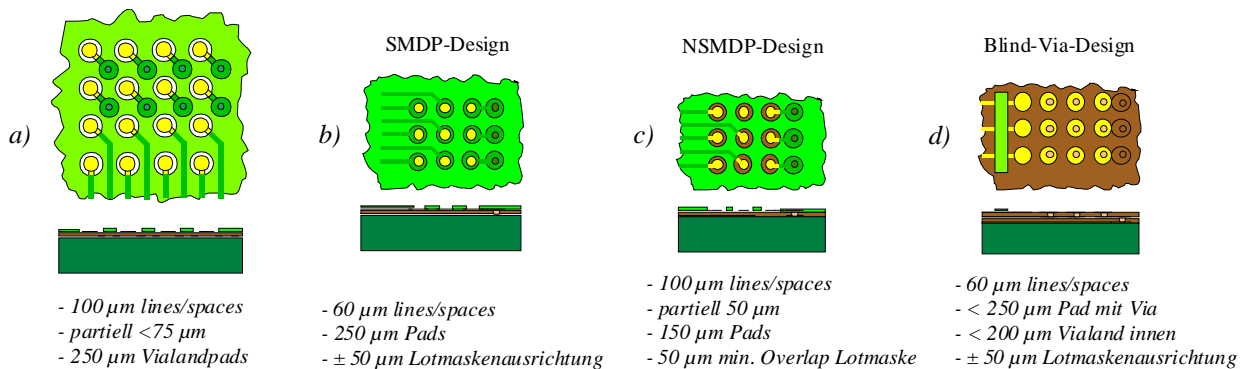 a)
- 100 µm lines/spaces
- partiell <75 µm
- 250 µm Vialandpads
SMDP-Design
b)
- 60 µm lines/spaces
- 250 µm Pads
- ± 50 µm Lotmaskenausrichtung
NSMDP-Design
c)
- 100 µm lines/spaces
- partiell 50 µm
- 150 µm Pads
- 50 µm min. Overlap Lotmaske
Blind-Via-Design
d)
- 60 µm lines/spaces
- < 250 µm Pad mit Via
- < 200 µm Vialand innen
- ± 50 µm Lotmaskenausrichtung